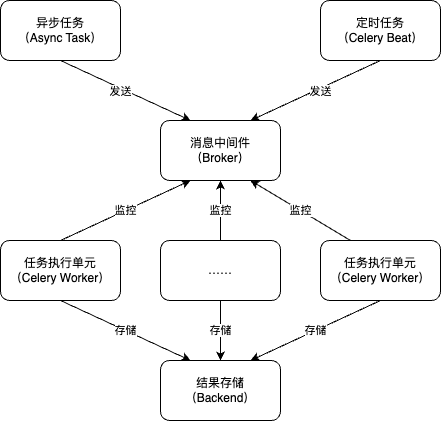 异步任务
（Async Task）
定时任务
（Celery Beat）
发送
发送
消息中间件
（Broker）
监控
监控
监控
任务执行单元
（Celery Worker）
……
任务执行单元
（Celery Worker）
存储
存储
存储
结果存储
（Backend）